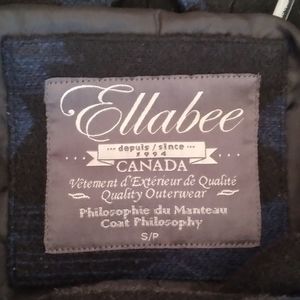 Ellabee
depuis / since
1994
CANADA
Vêtement d'Extérieur de Qualité
Quality Outerwear
Philosophie du Manteau
Coat Philosophy
S/P